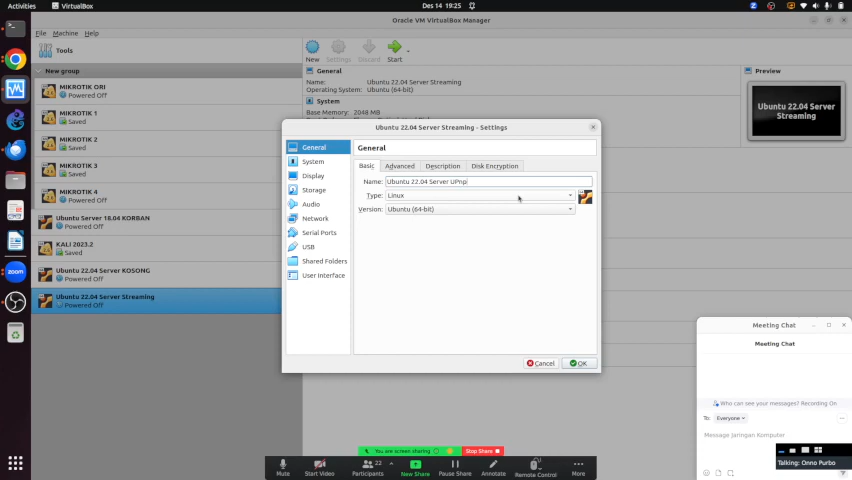 Activities
VirtualBox
Des 14 19:25
Oracle VM VirtualBox Manager
File Machine Help
Tools
New Settings Discard Start
New group
MIKROTIK ORI
Powered Off
MIKROTIK 1
Saved
MIKROTIK 2
Saved
MIKROTIK 3
Saved
MIKROTIK 4
Powered Off
Ubuntu Server 18.04 KORBAN
Powered Off
KALI 2023.2
Saved
Ubuntu 22.04 Server KOSONG
Powered Off
Ubuntu 22.04 Server Streaming
Powered Off
General
Name: Ubuntu 22.04 Server Streaming
Operating System: Ubuntu (64-bit)
System
Base Memory: 2048 MB
Preview
Ubuntu 22.04 Server
Streaming
Ubuntu 22.04 Server Streaming - Settings
General
System
Display
Storage
Audio
Network
Serial Ports
USB
Shared Folders
User Interface
General
Basic Advanced Description Disk Encryption
Name: Ubuntu 22.04 Server UPnp
Type: Linux
Version: Ubuntu (64-bit)
Cancel OK
Meeting Chat
Meeting Chat
Who can see your messages? Recording On
To: Everyone
Message Jaringan Komputer
Talking: Onno Purbo
You are screen sharing
Stop Share
Mute Start Video Participants 22 New Share Pause Share Annotate Remote Control More